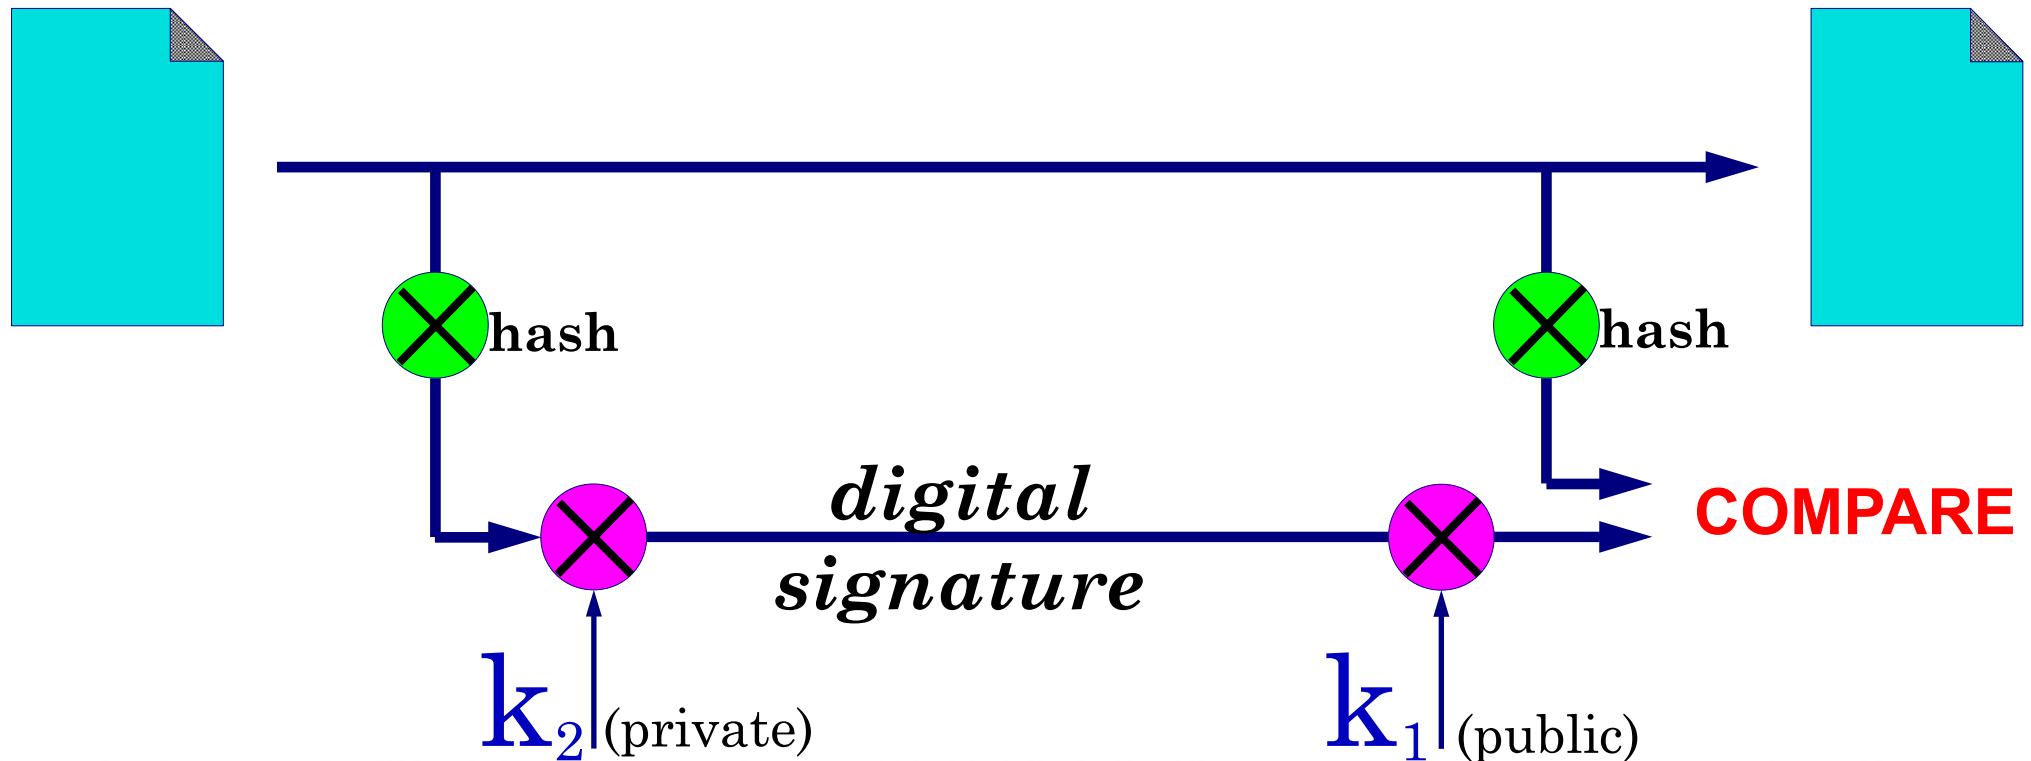 hash
hash
digital
signature
COMPARE
k₂ (private)
k₁ (public)